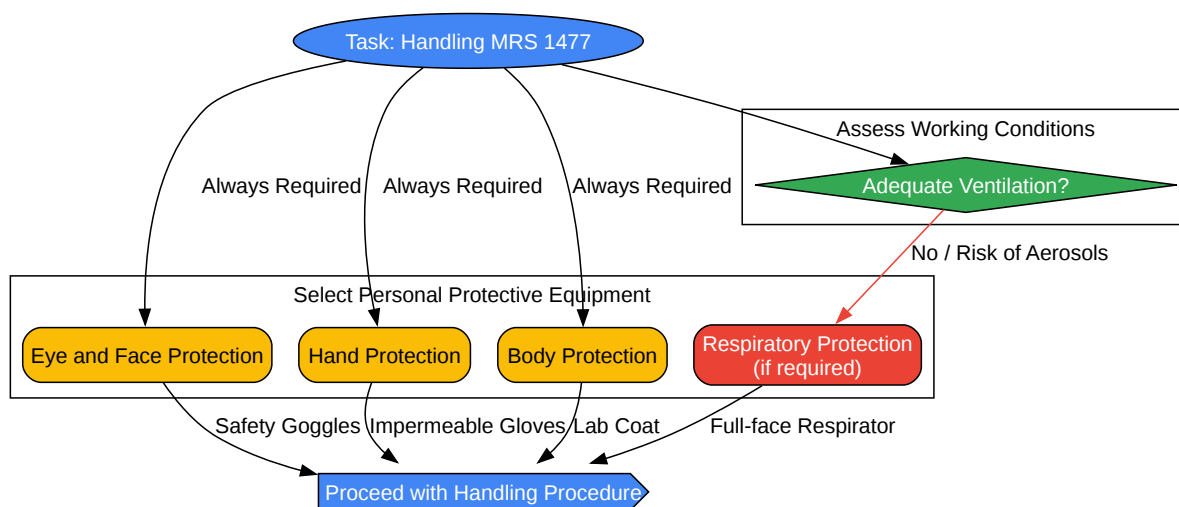 Task: Handling MRS 1477
Assess Working Conditions
Always Required
Always Required
Always Required
Adequate Ventilation?
No / Risk of Aerosols
Select Personal Protective Equipment
Eye and Face Protection
Hand Protection
Body Protection
Respiratory Protection
(if required)
Safety Goggles
Impermeable Gloves
Lab Coat
Full-face Respirator
Proceed with Handling Procedure